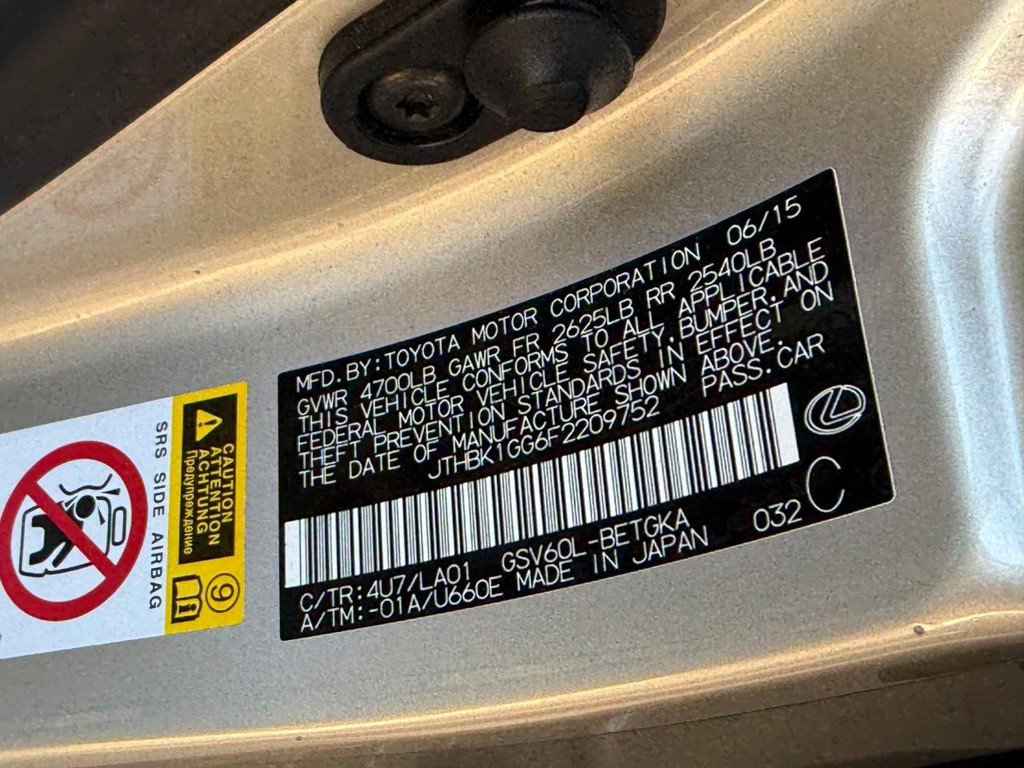 MFD.BY:TOYOTA MOTOR CORPORATION 06/15
GVWR 4700LB GAWR FR 2625LB RR 2540LB
THIS VEHICLE CONFORMS TO ALL APPLICABLE
FEDERAL MOTOR VEHICLE SAFETY, BUMPER, AND
THEFT PREVENTION STANDARDS IN EFFECT ON
THE DATE OF MANUFACTURE SHOWN ABOVE.
JTHBK1GG6F2209752 PASS.CAR
032 C
C/TR:4U7/LA01 GSV60L-BETGKA
A/TM:-01A/U660E MADE IN JAPAN
CAUTION
ATTENTION
ACHTUNG
Предупреждение
9
SRS SIDE AIRBAG